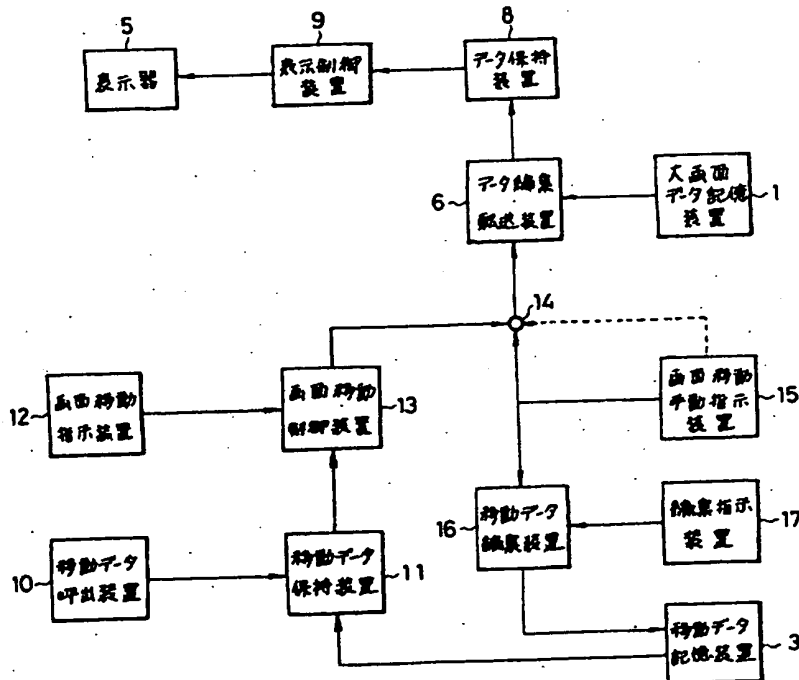 5
9
8
表示器
表示制御
装置
データ保持
装置
6
データ編集
転送装置
大画面
データ記憶
装置
1
14
12
画面移動
指示装置
画面移動
制御装置
13
画面移動
手動指示
装置
15
16
移動データ
編集装置
編集指示
装置
17
10
移動データ
呼出装置
移動データ
保持装置
11
移動データ
記憶装置
3